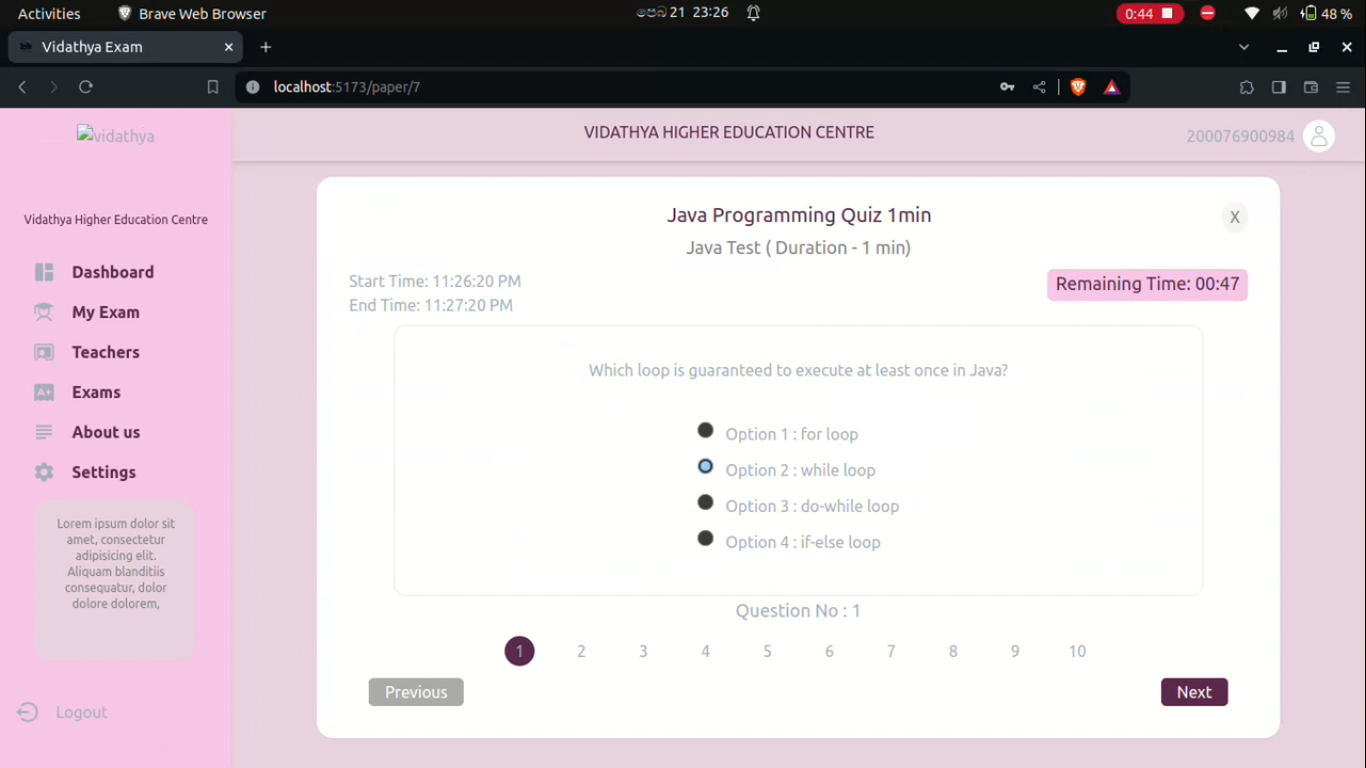 Activities
Brave Web Browser
පෙබ 21 23:26
0:44
48 %
Vidathya Exam
localhost:5173/paper/7
vidathya
VIDATHYA HIGHER EDUCATION CENTRE
200076900984
Vidathya Higher Education Centre
Dashboard
My Exam
Teachers
Exams
About us
Settings
Lorem ipsum dolor sit
amet, consectetur
adipisicing elit.
Aliquam blanditiis
consequatur, dolor
dolore dolorem,
Logout
Java Programming Quiz 1min
X
Java Test ( Duration - 1 min)
Start Time: 11:26:20 PM
End Time: 11:27:20 PM
Remaining Time: 00:47
Which loop is guaranteed to execute at least once in Java?
Option 1 : for loop
Option 2 : while loop
Option 3 : do-while loop
Option 4 : if-else loop
Question No : 1
1 2 3 4 5 6 7 8 9 10
Previous
Next